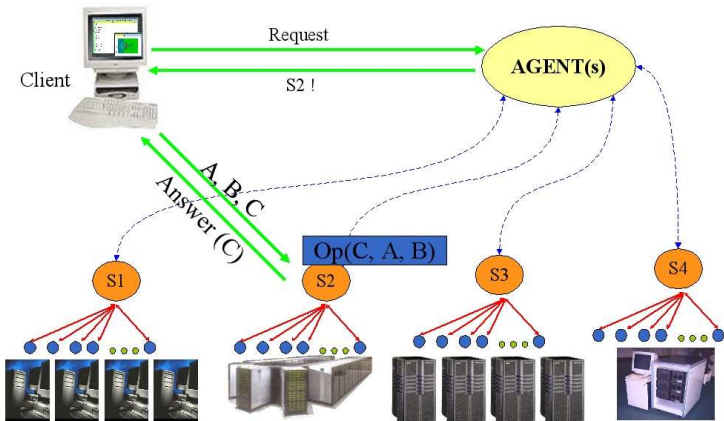 Request
AGENT(s)
Client
S2 !
A, B, C
Answer (C)
Op(C, A, B)
S1
S2
S3
S4